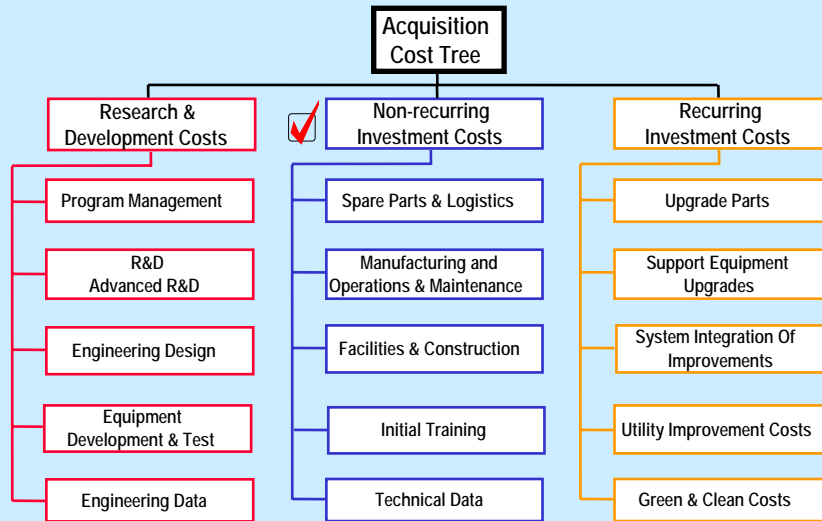 Acquisition
Cost Tree
Research &
Development Costs
Non-recurring
Investment Costs
Recurring
Investment Costs
Program Management
Spare Parts & Logistics
Upgrade Parts
R&D
Advanced R&D
Manufacturing and
Operations & Maintenance
Support Equipment
Upgrades
Engineering Design
Facilities & Construction
System Integration Of
Improvements
Equipment
Development & Test
Initial Training
Utility Improvement Costs
Engineering Data
Technical Data
Green & Clean Costs